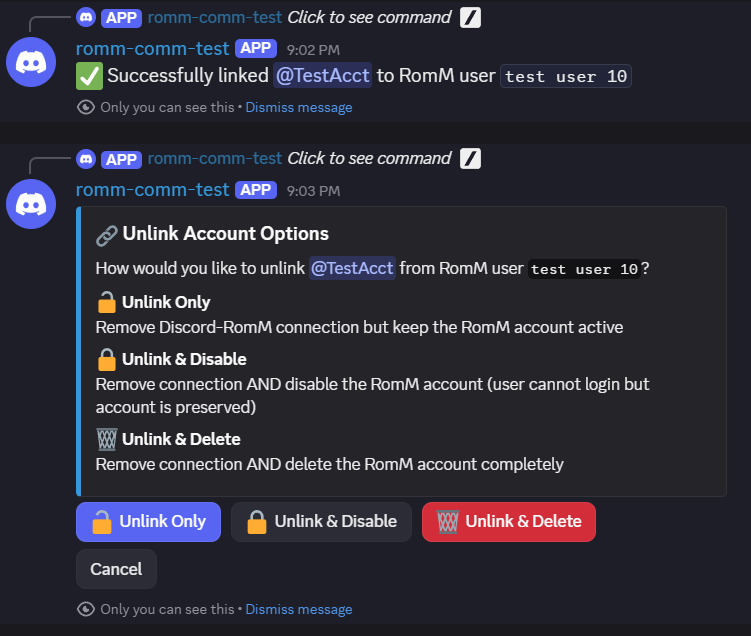 APP romm-comm-test Click to see command
romm-comm-test APP 9:02 PM
Successfully linked @TestAcct to RomM user test user 10
Only you can see this • Dismiss message
APP romm-comm-test Click to see command
romm-comm-test APP 9:03 PM
Unlink Account Options
How would you like to unlink @TestAcct from RomM user test user 10?
Unlink Only
Remove Discord-RomM connection but keep the RomM account active
Unlink & Disable
Remove connection AND disable the RomM account (user cannot login but
account is preserved)
Unlink & Delete
Remove connection AND delete the RomM account completely
Unlink Only Unlink & Disable Unlink & Delete
Cancel
Only you can see this • Dismiss message